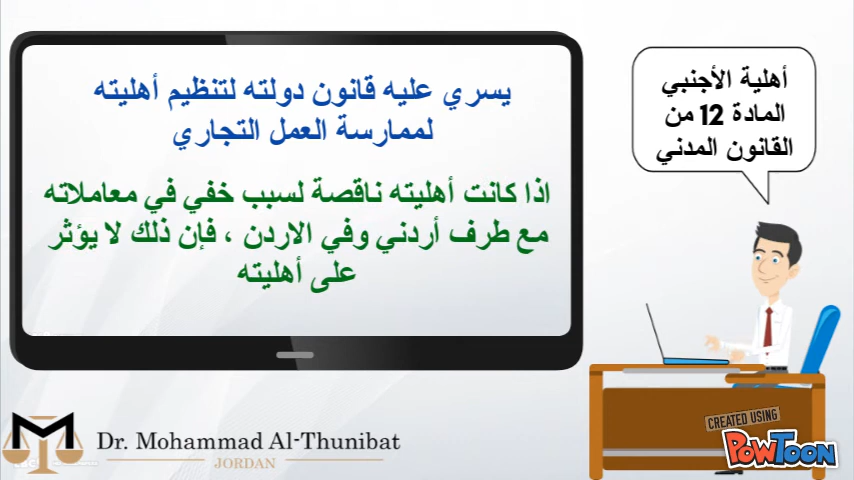 أهلية الأجنبي
المادة 12 من
القانون المدني
يسري عليه قانون دولته لتنظيم أهليته
لممارسة العمل التجاري
اذا كانت أهليته ناقصة لسبب خفي في معاملاته
مع طرف أردني وفي الاردن ، فإن ذلك لا يؤثر
على أهليته
Dr. Mohammad Al-Thunibat
JORDAN
CREATED USING
POWTOON